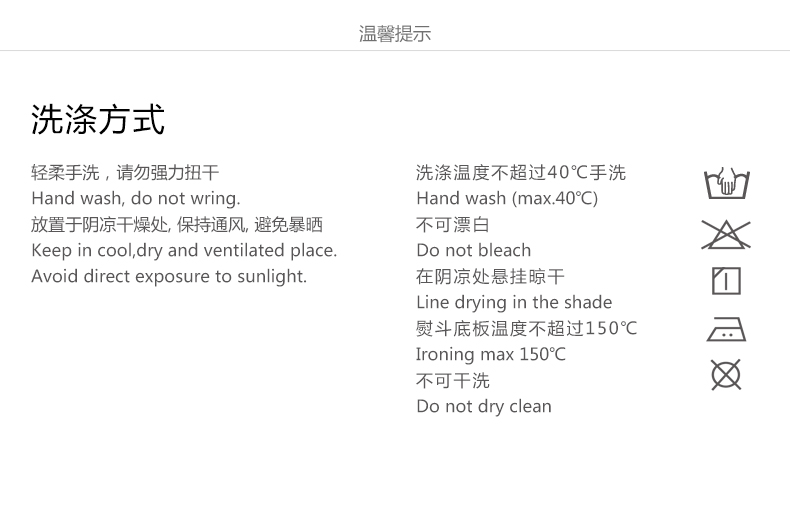 温馨提示
洗涤方式
轻柔手洗，请勿强力扭干
Hand wash, do not wring.
放置于阴凉干燥处, 保持通风, 避免暴晒
Keep in cool,dry and ventilated place.
Avoid direct exposure to sunlight.
洗涤温度不超过40℃手洗
Hand wash (max.40℃)
不可漂白
Do not bleach
在阴凉处悬挂晾干
Line drying in the shade
熨斗底板温度不超过150℃
Ironing max 150℃
不可干洗
Do not dry clean